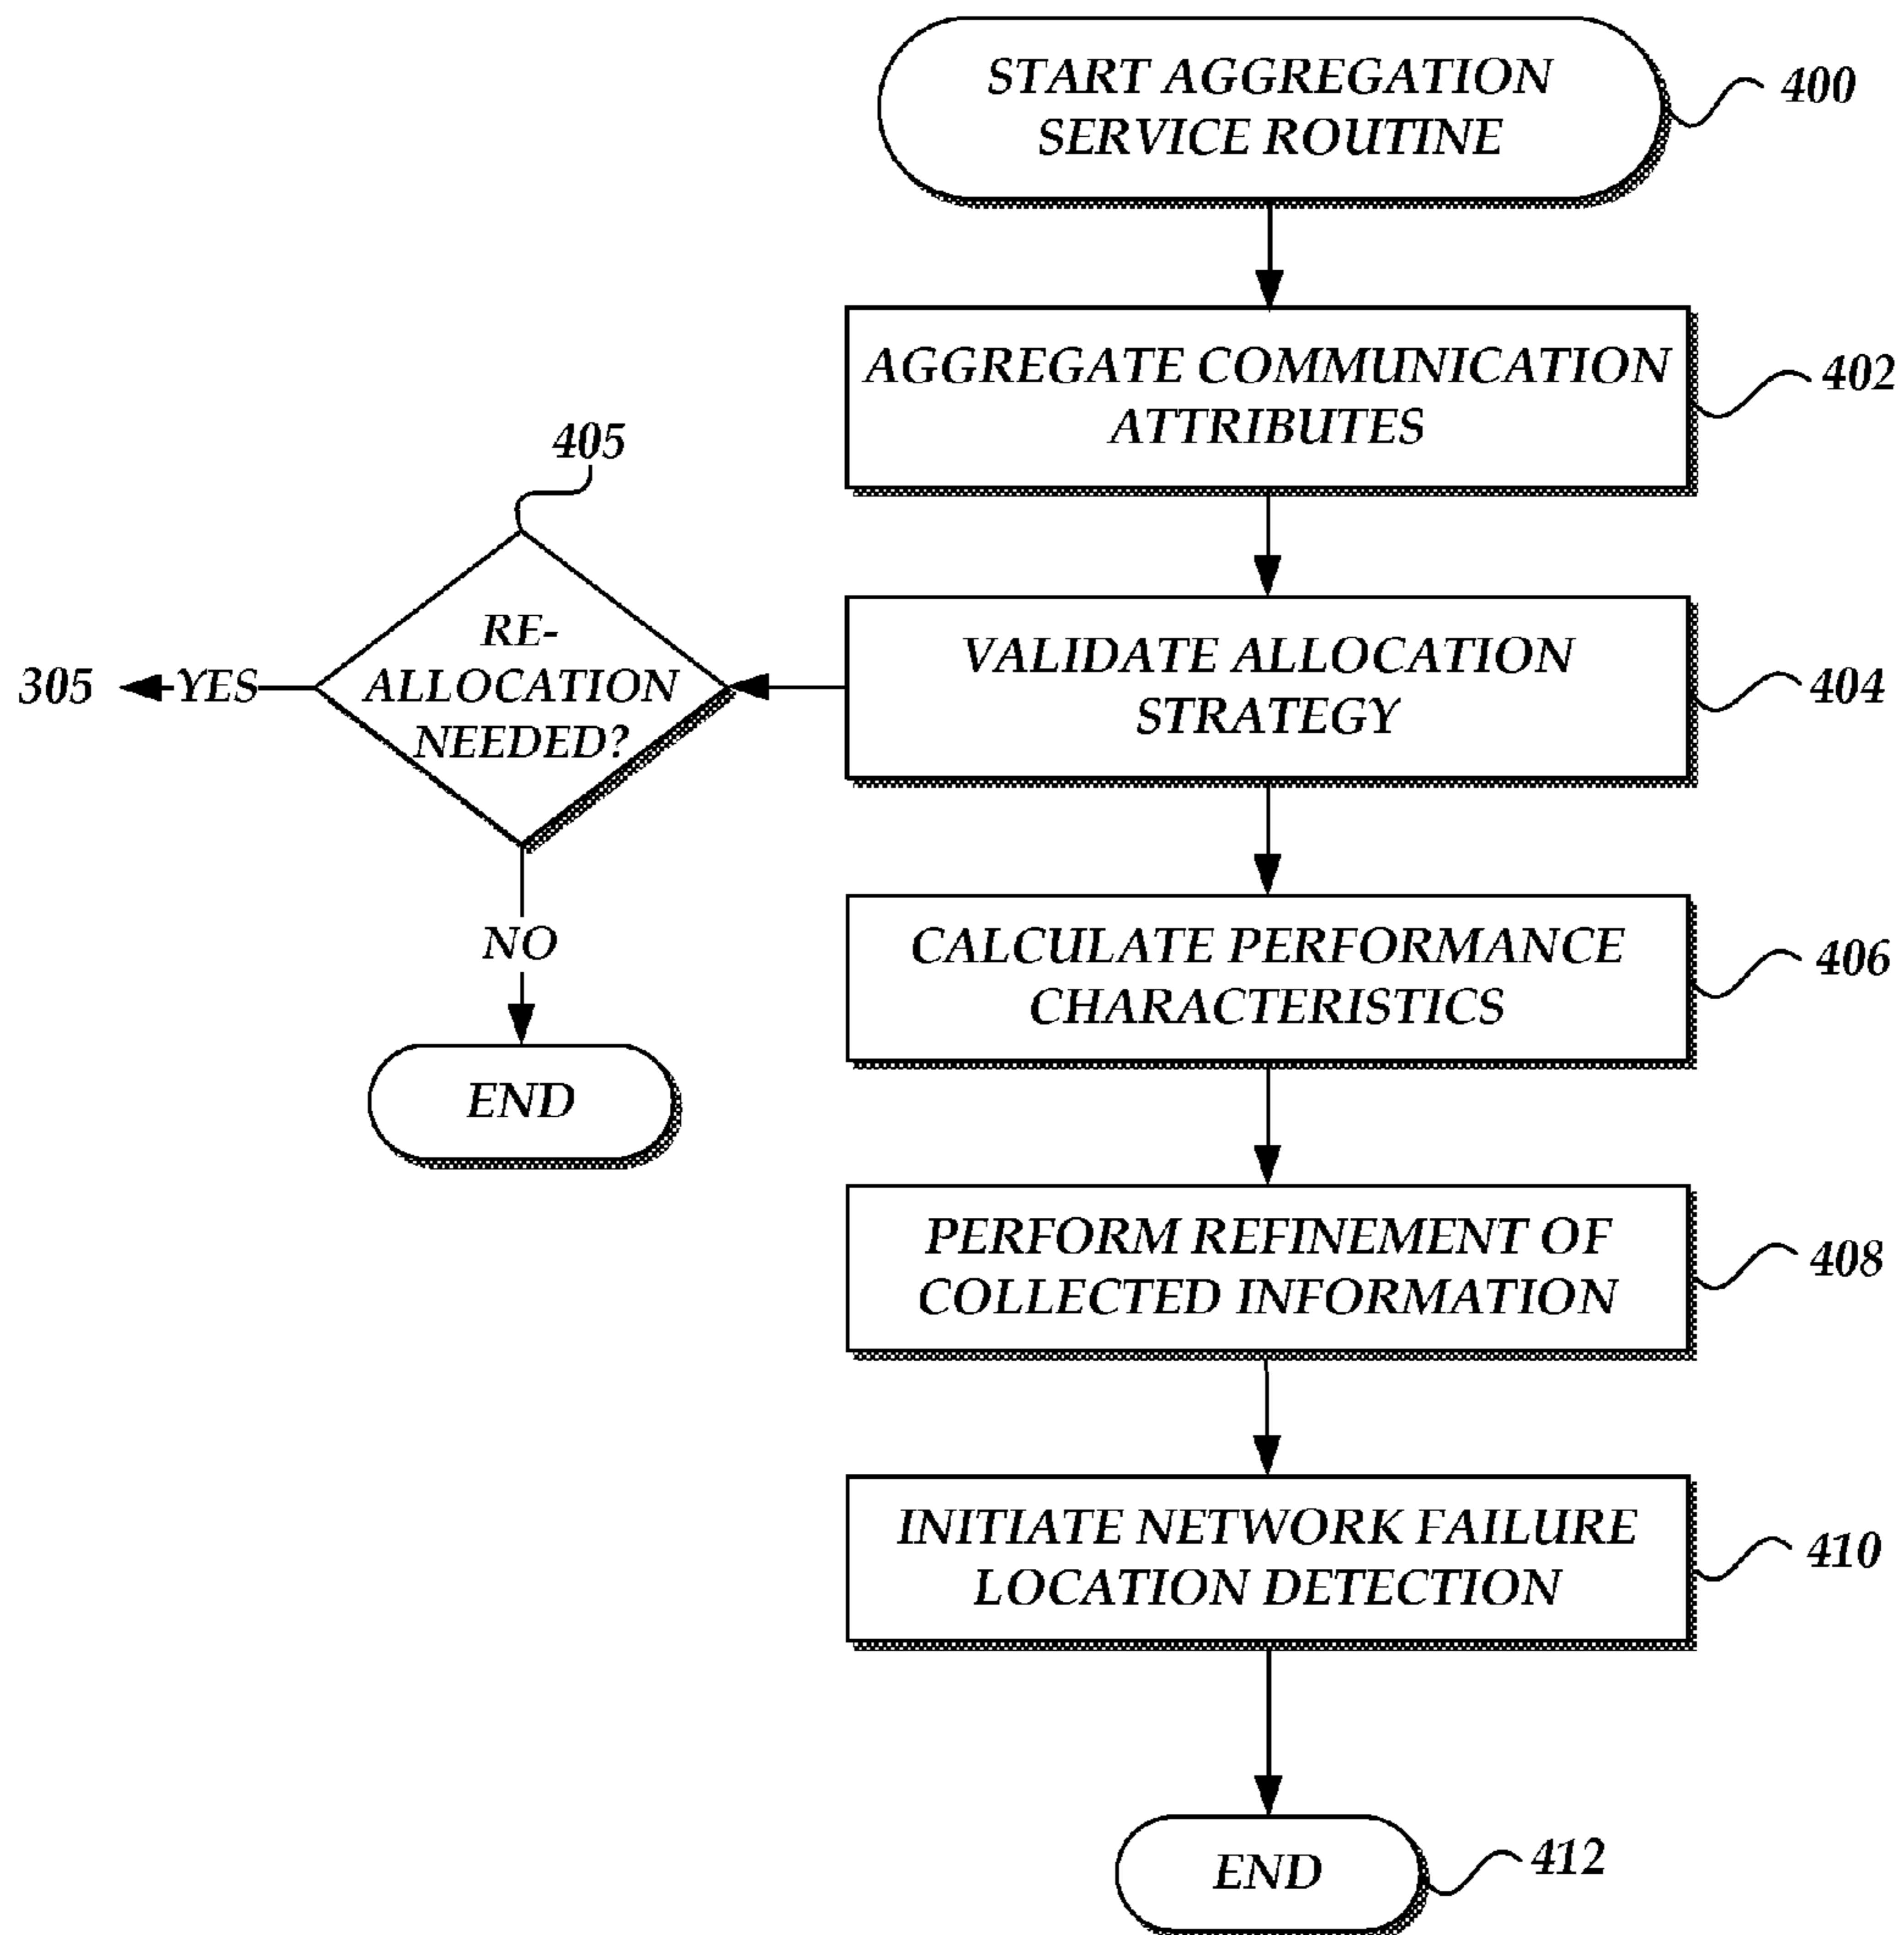 START AGGREGATION
SERVICE ROUTINE
400
AGGREGATE COMMUNICATION
ATTRIBUTES
402
405
RE-
ALLOCATION
NEEDED?
305
YES
VALIDATE ALLOCATION
STRATEGY
404
NO
END
CALCULATE PERFORMANCE
CHARACTERISTICS
406
PERFORM REFINEMENT OF
COLLECTED INFORMATION
408
INITIATE NETWORK FAILURE
LOCATION DETECTION
410
END
412